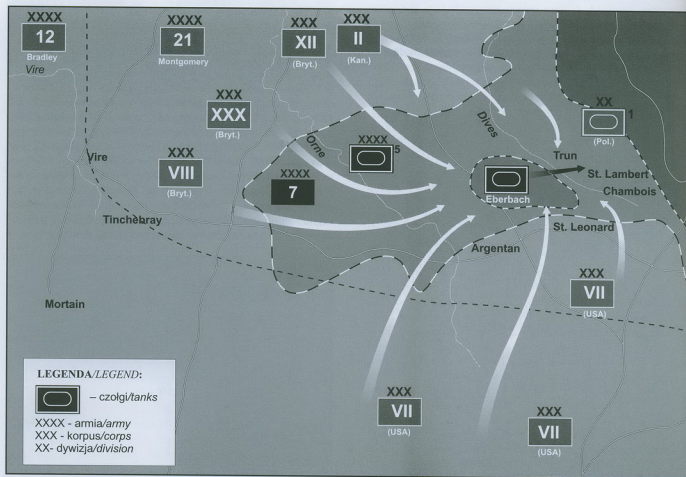 XXXX
12
Bradley
Vire
XXXX
21
Montgomery
XXX
XII
(Bryt.)
XXX
II
(Kan.)
XXX
XXX
(Bryt.)
XX
1
(Pol.)
Dives
Orne
XXXX
5
Vire
XXX
VIII
(Bryt.)
XXXX
7
Trun
St. Lambert
Chambois
Eberbach
Tinchebray
St. Leonard
Argentan
Mortain
XXX
VII
(USA)
XXX
VII
(USA)
XXX
VII
(USA)
LEGENDA/LEGEND:
– czołgi/tanks
XXXX - armia/army
XXX - korpus/corps
XX- dywizja/division